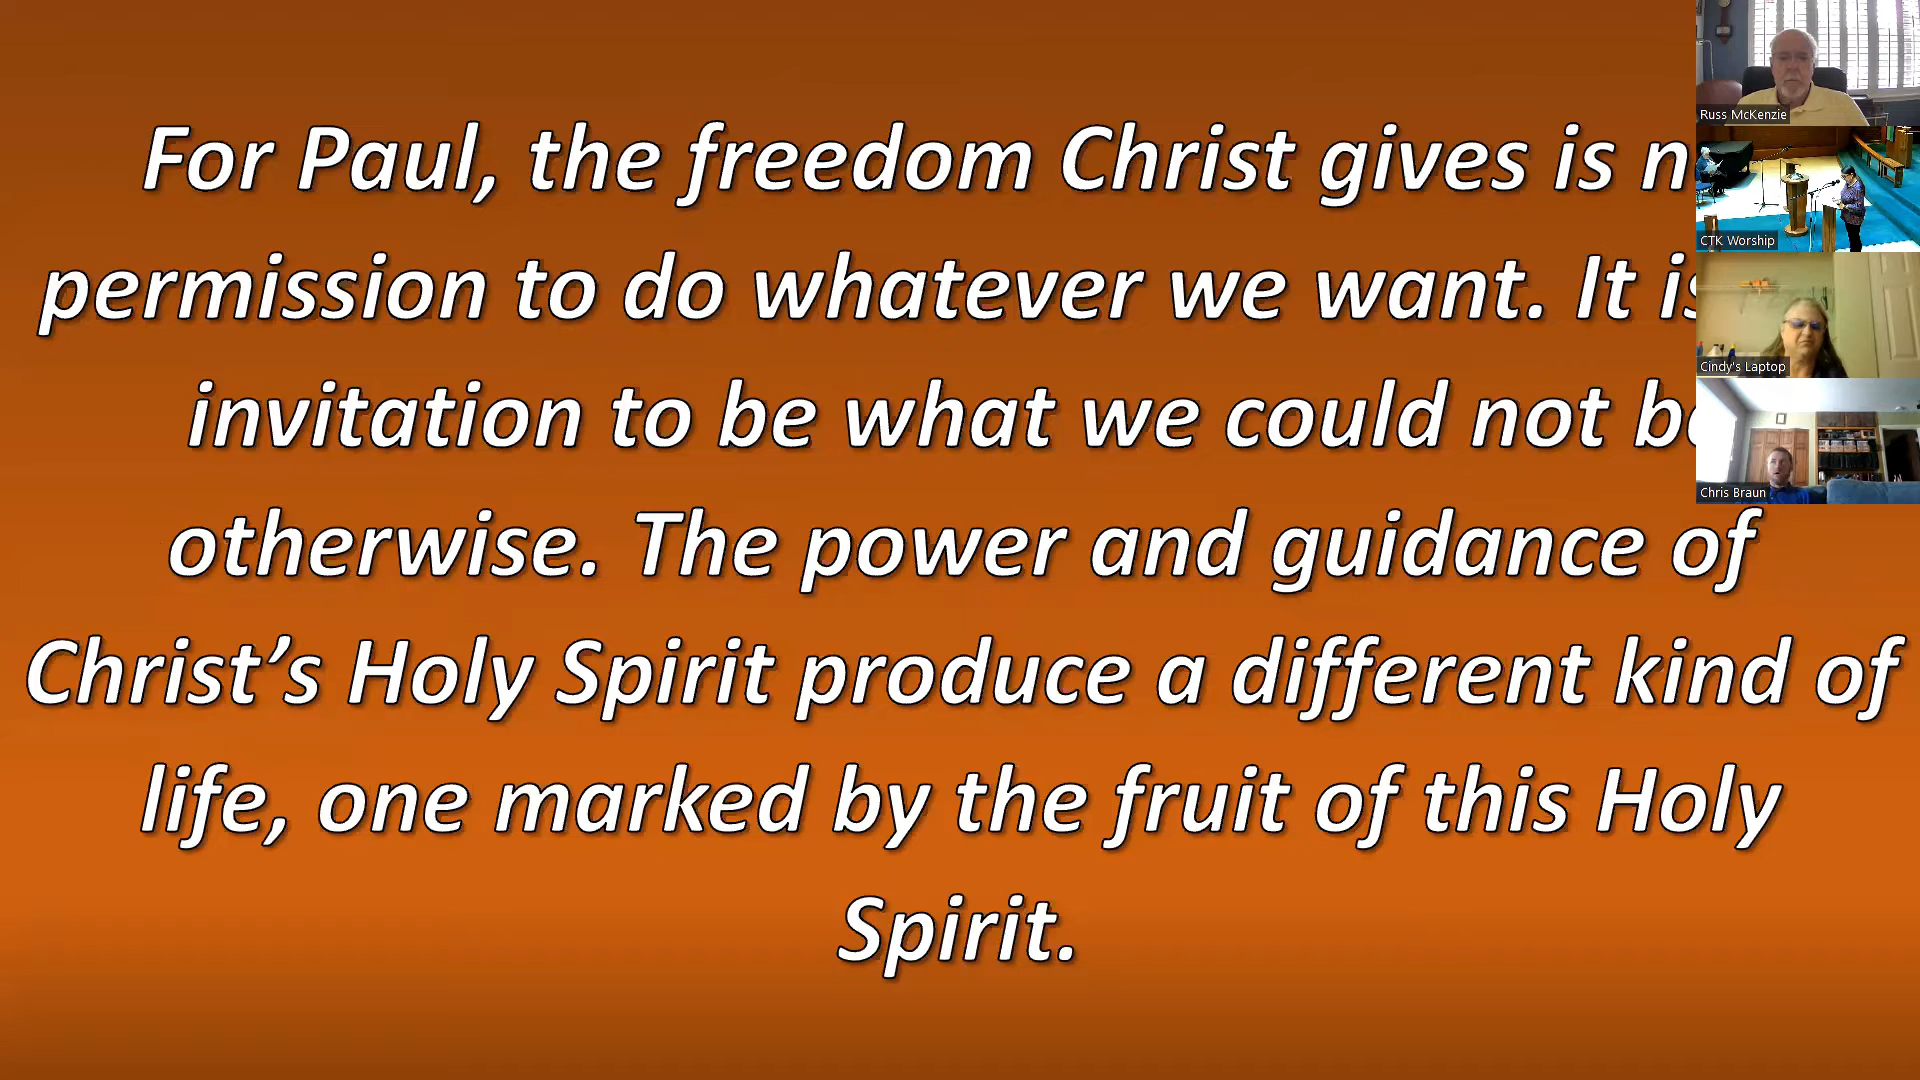 For Paul, the freedom Christ gives is
permission to do whatever we want. It
invitation to be what we could not
otherwise. The power and guidance of
Christ’s Holy Spirit produce a different kind of
life, one marked by the fruit of this Holy
Spirit.
Russ McKenzie
CTK Worship
Cindy's Laptop
Chris Braun